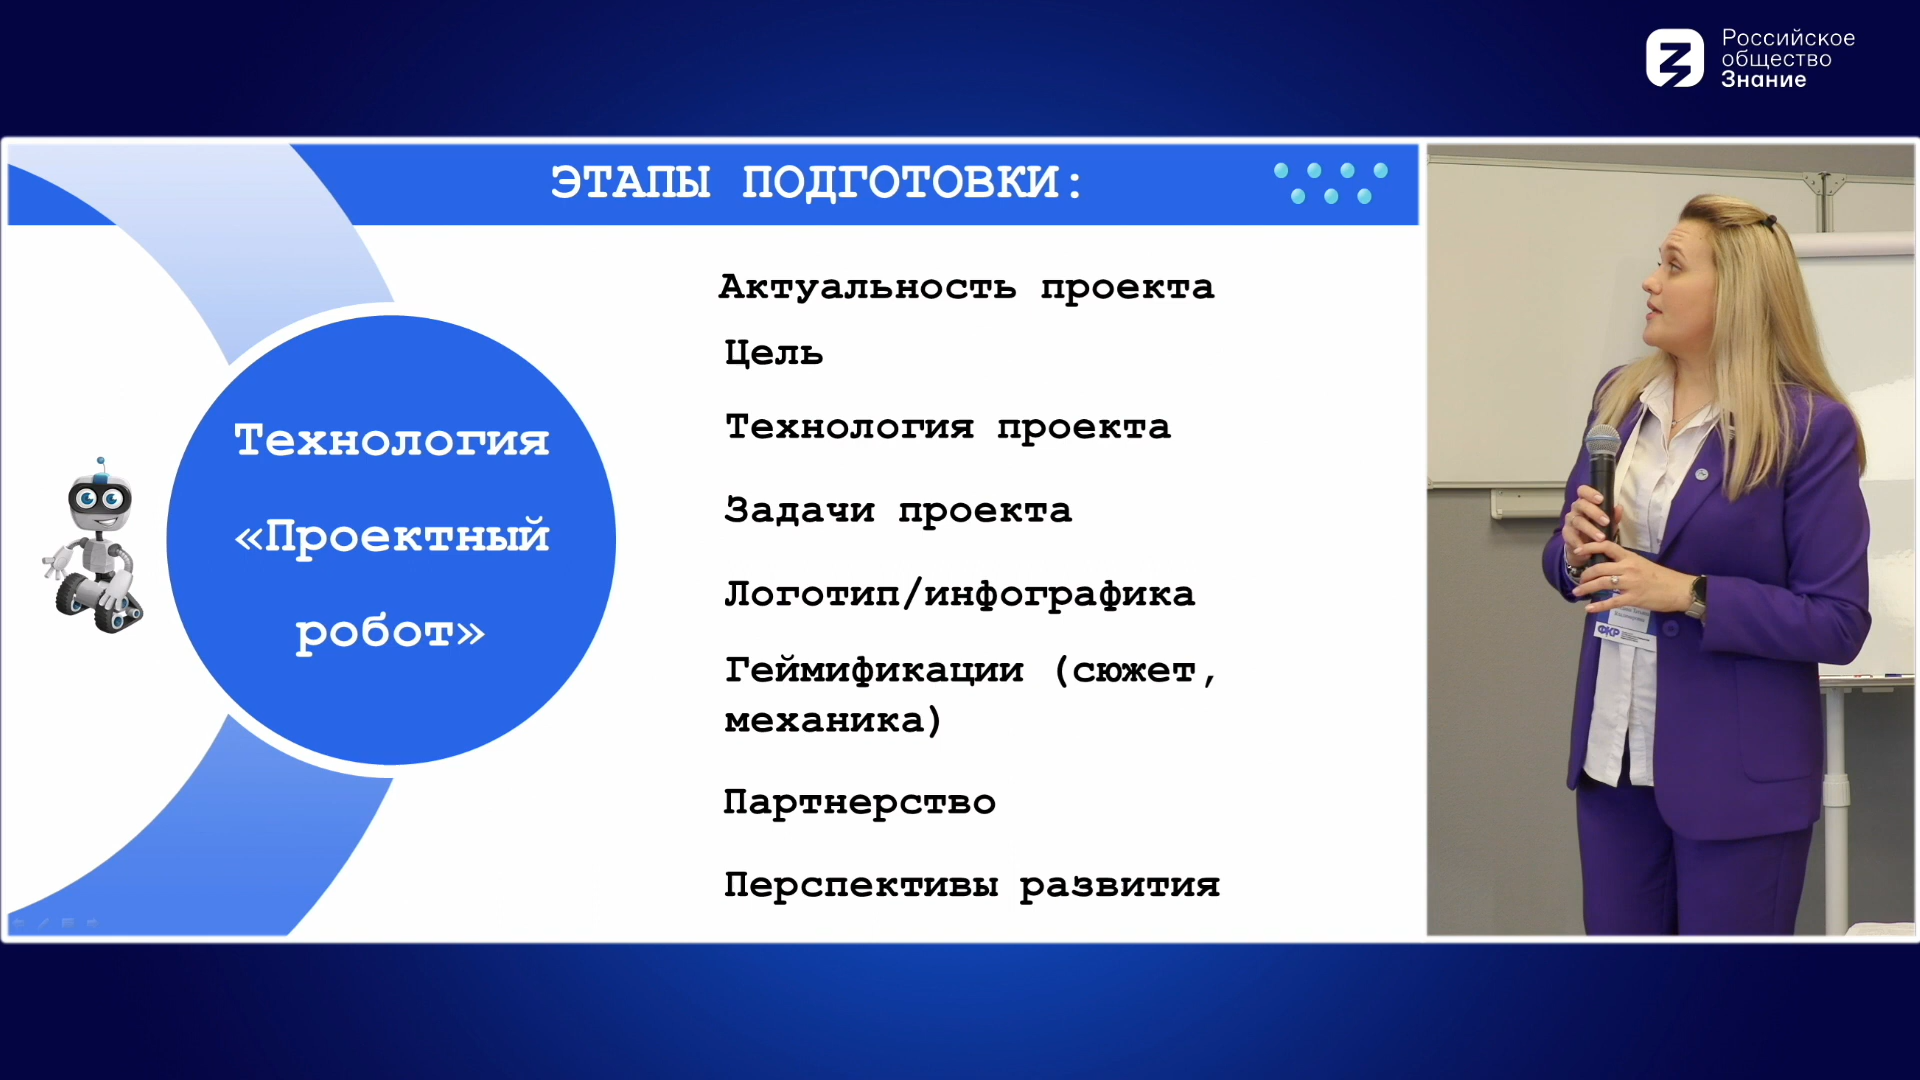 Российское
общество
Знание
ЭТАПЫ ПОДГОТОВКИ:
Технология
«Проектный
робот»
Актуальность проекта
Цель
Технология проекта
Задачи проекта
Логотип/инфографика
Геймификации (сюжет,
механика)
Партнерство
Перспективы развития
ФКР